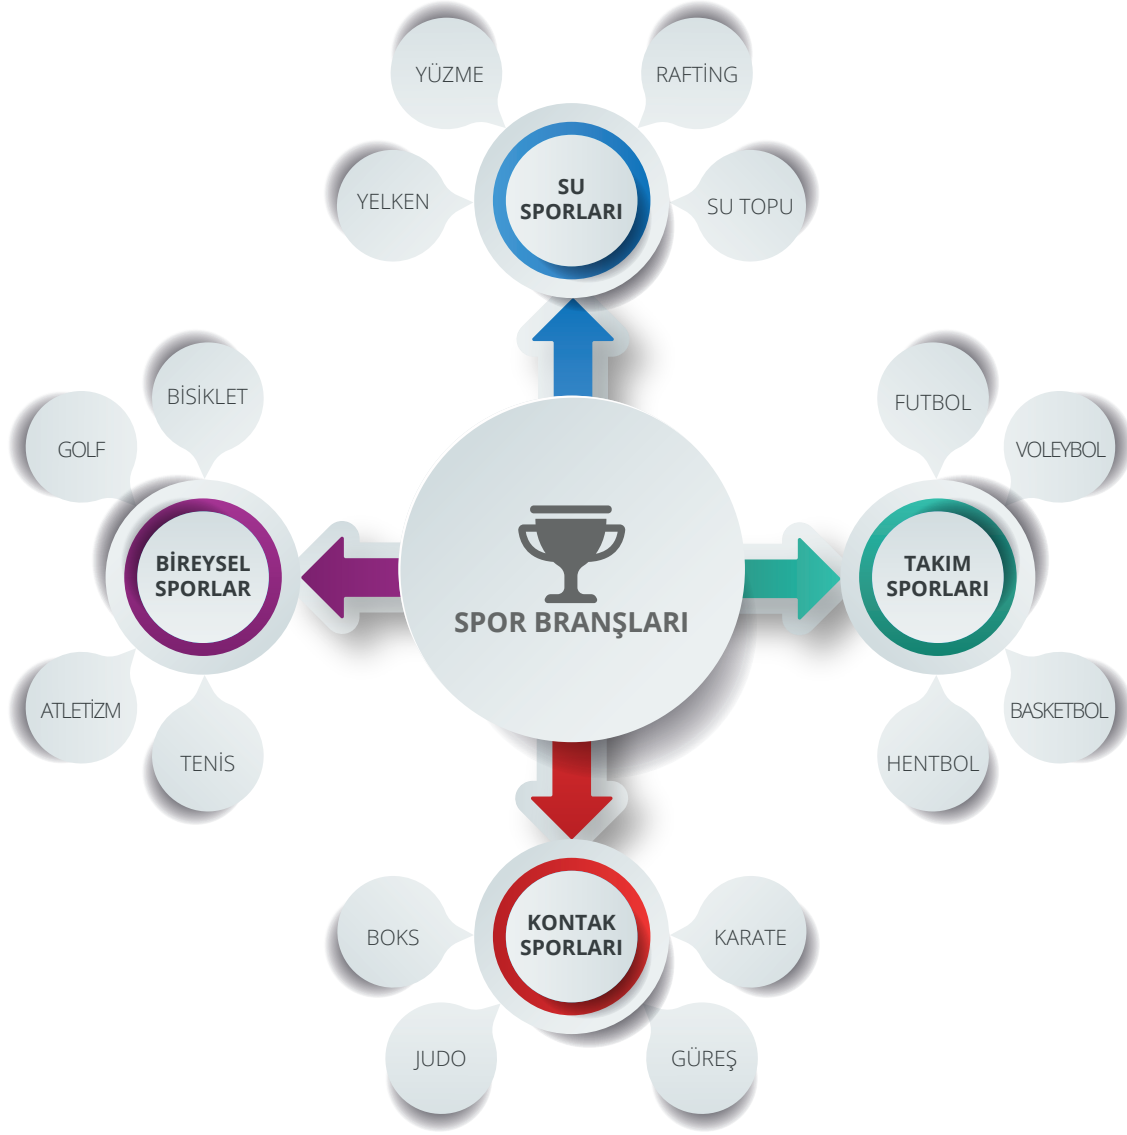 YÜZME
RAFTİNG
YELKEN
SU
SPORLARI
SU TOPU
BİSİKLET
GOLF
BİREYSEL
SPORLAR
ATLETİZM
TENİS
SPOR BRANŞLARI
FUTBOL
VOLEYBOL
TAKIM
SPORLARI
BASKETBOL
HENTBOL
BOKS
KONTAK
SPORLARI
KARATE
JUDO
GÜREŞ